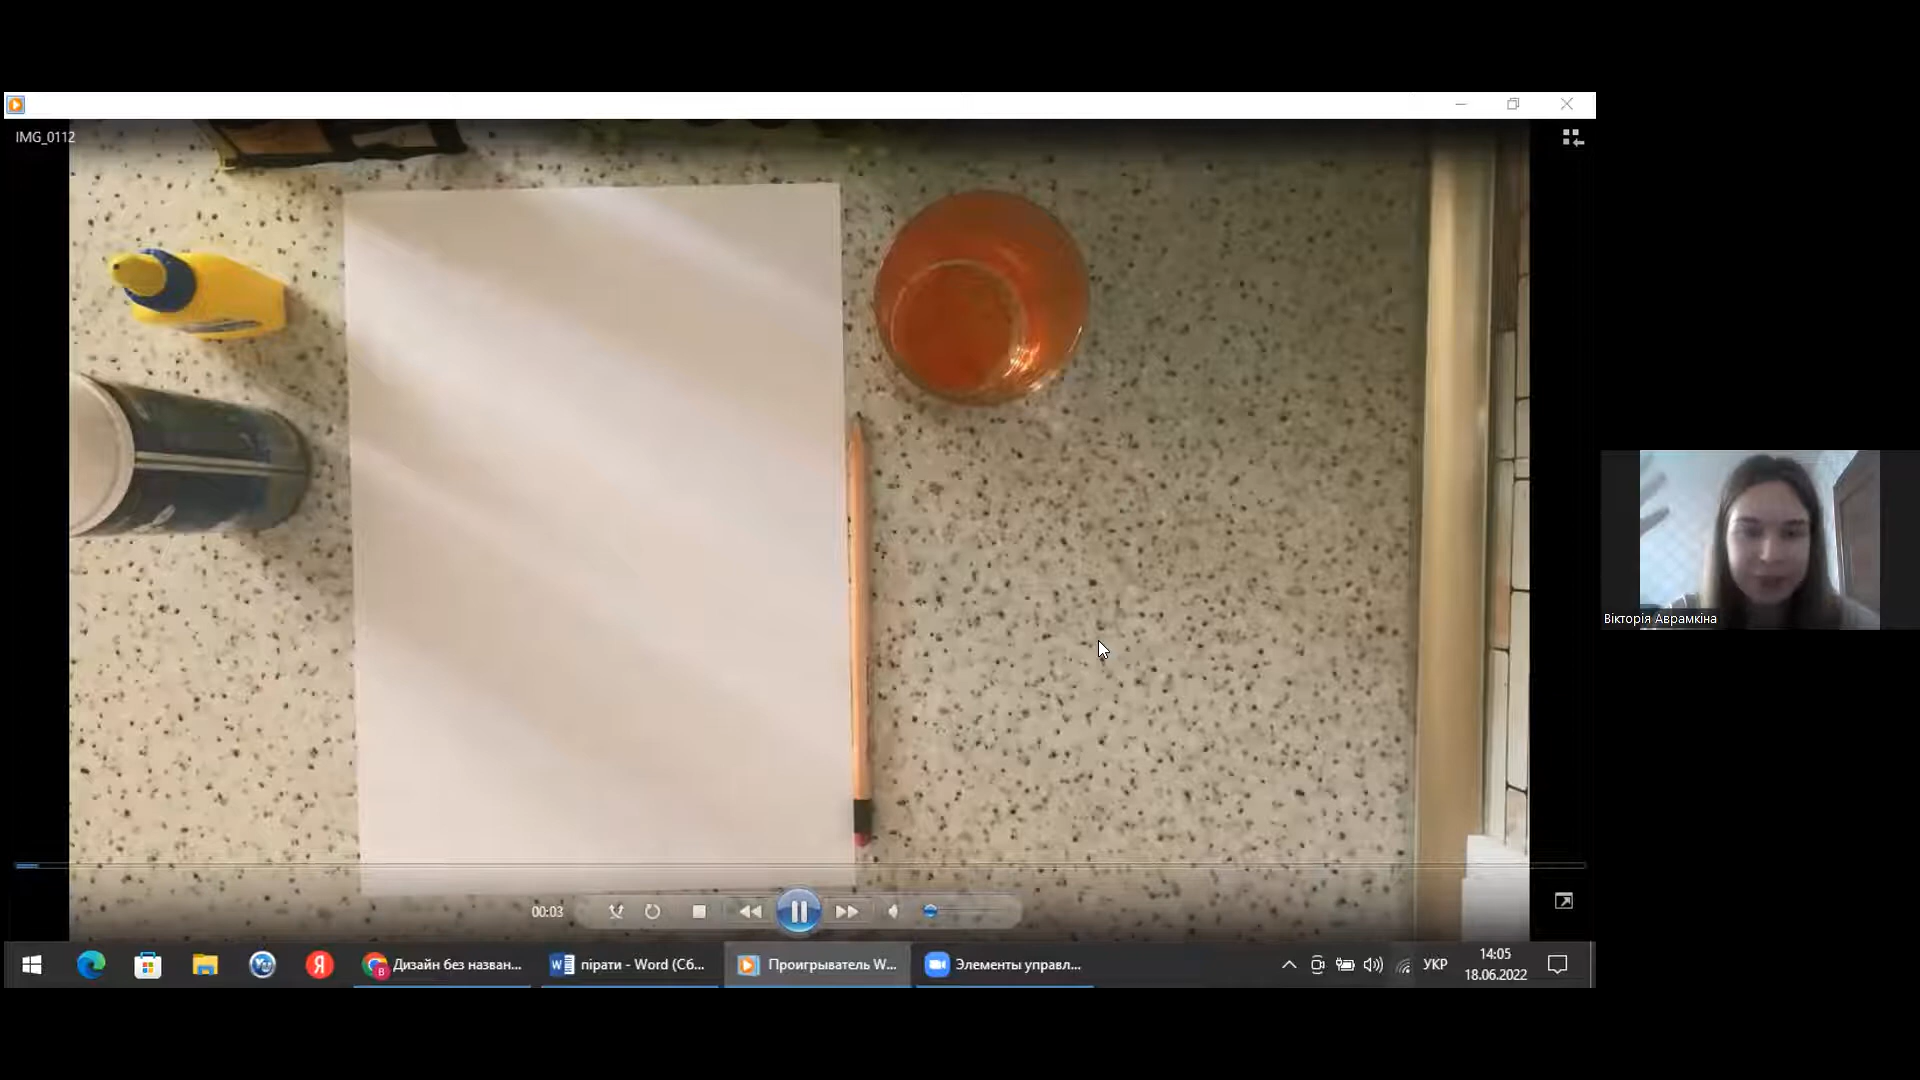 IMG_0112
Вікторія Аврамкіна
00:03
Дизайн без назван...
пірати - Word (Сб...
Проигрыватель W...
Элементы управл...
УКР
14:05
18.06.2022